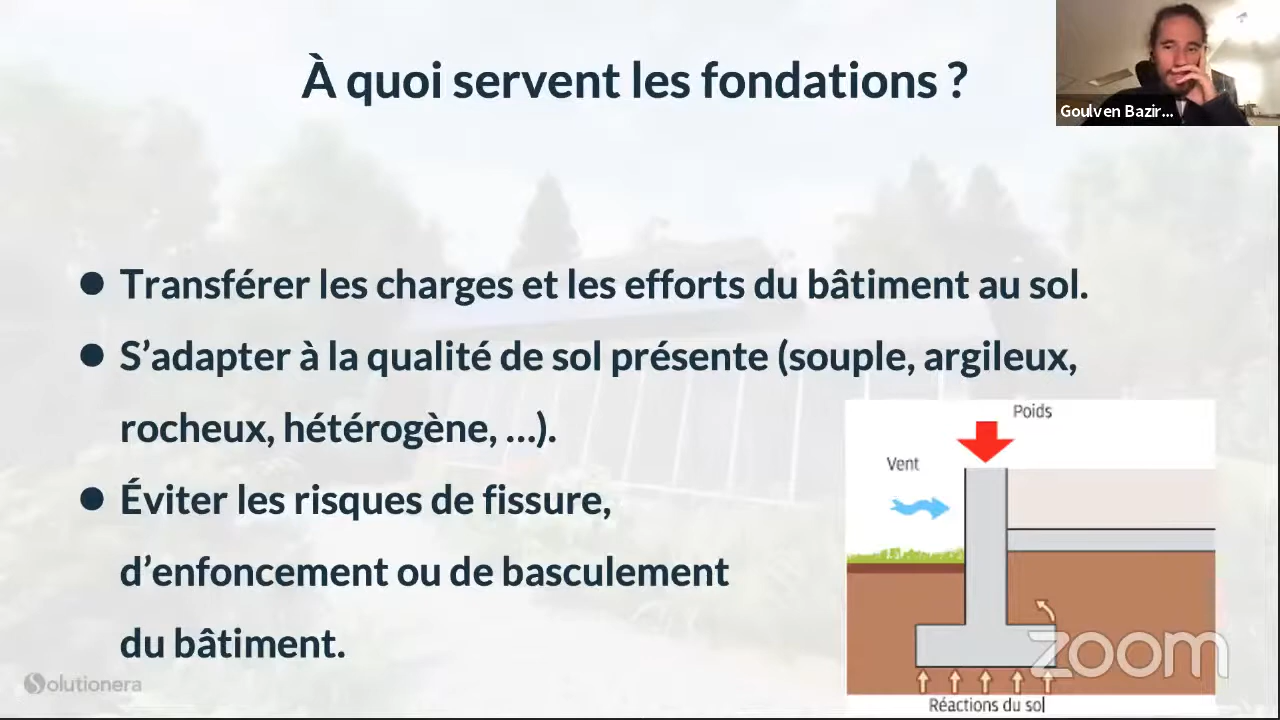 À quoi servent les fondations ?
Goulven Bazir...
● Transférer les charges et les efforts du bâtiment au sol.
● S’adapter à la qualité de sol présente (souple, argileux,
rocheux, hétérogène, …).
● Éviter les risques de fissure,
d’enfoncement ou de basculement
du bâtiment.
Poids
Vent
zoom
Solutionera
Réactions du sol